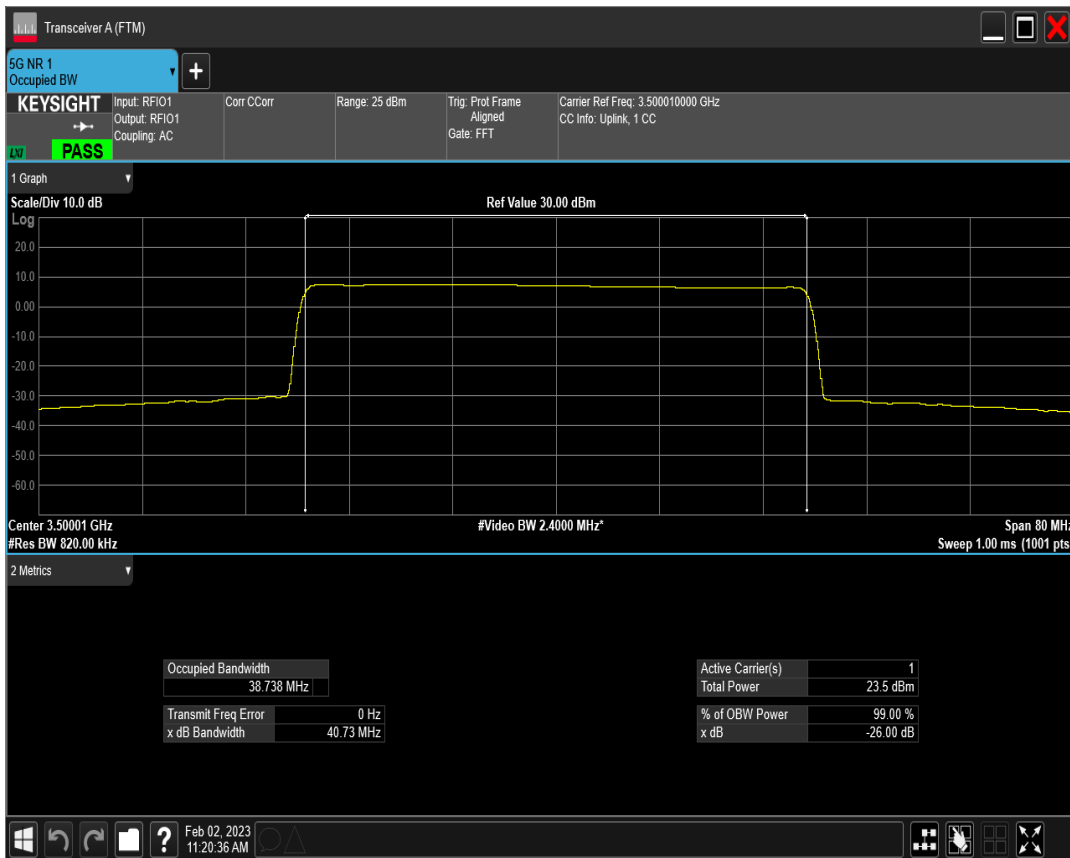 Transceiver A (FTM)
5G NR 1
Occupied BW
+
KEYSIGHT
LXI
PASS
Input: RFIO1
Output: RFIO1
Coupling: AC
Corr CCorr
Range: 25 dBm
Trig: Prot Frame
Aligned
Gate: FFT
Carrier Ref Freq: 3.500010000 GHz
CC Info: Uplink, 1 CC
1 Graph
Scale/Div 10.0 dB
Ref Value 30.00 dBm
Log
20.0
10.0
0.00
-10.0
-20.0
-30.0
-40.0
-50.0
-60.0
Center 3.50001 GHz
#Video BW 2.4000 MHz*
Span 80 MHz
#Res BW 820.00 kHz
Sweep 1.00 ms (1001 pts
2 Metrics
Occupied Bandwidth
38.738 MHz
Transmit Freq Error 0 Hz
x dB Bandwidth 40.73 MHz
Active Carrier(s) 1
Total Power 23.5 dBm
% of OBW Power 99.00 %
x dB -26.00 dB
?
Feb 02, 2023
11:20:36 AM